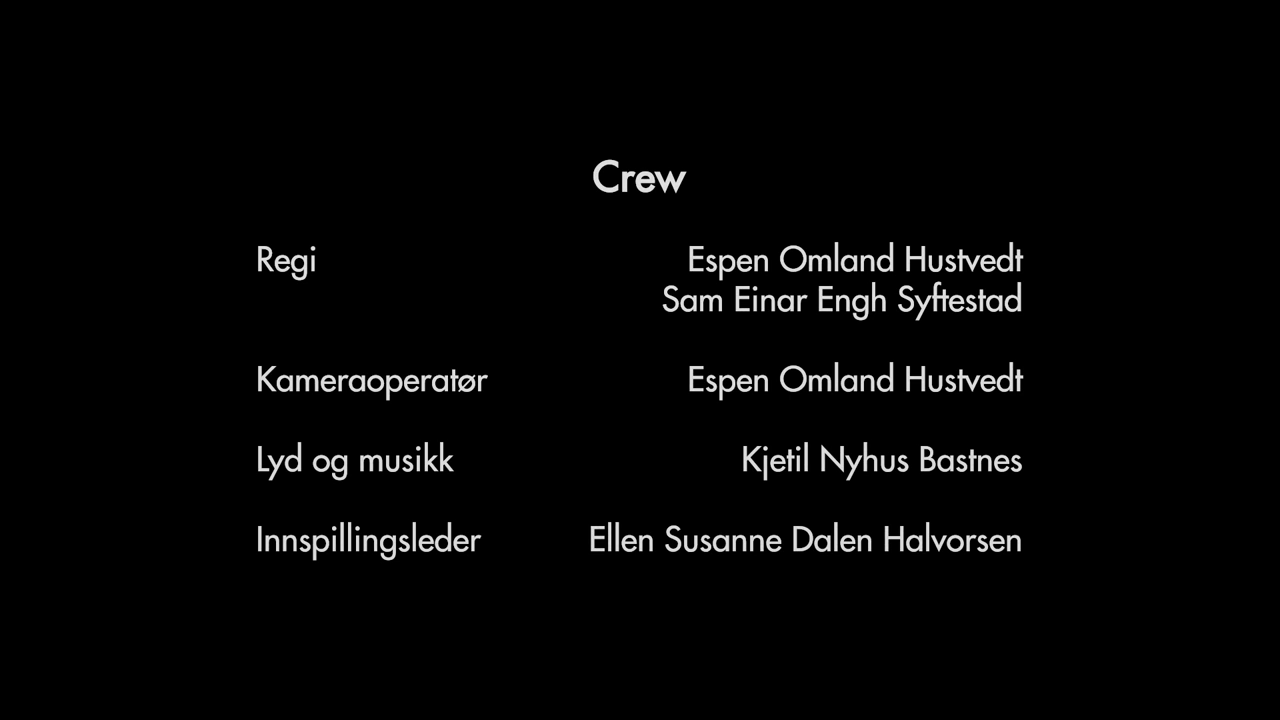 Crew
Regi Espen Omland Hustvedt
Sam Einar Engh Syftestad
Kameraoperatør Espen Omland Hustvedt
Lyd og musikk Kjetil Nyhus Bastnes
Innspillingsleder Ellen Susanne Dalen Halvorsen